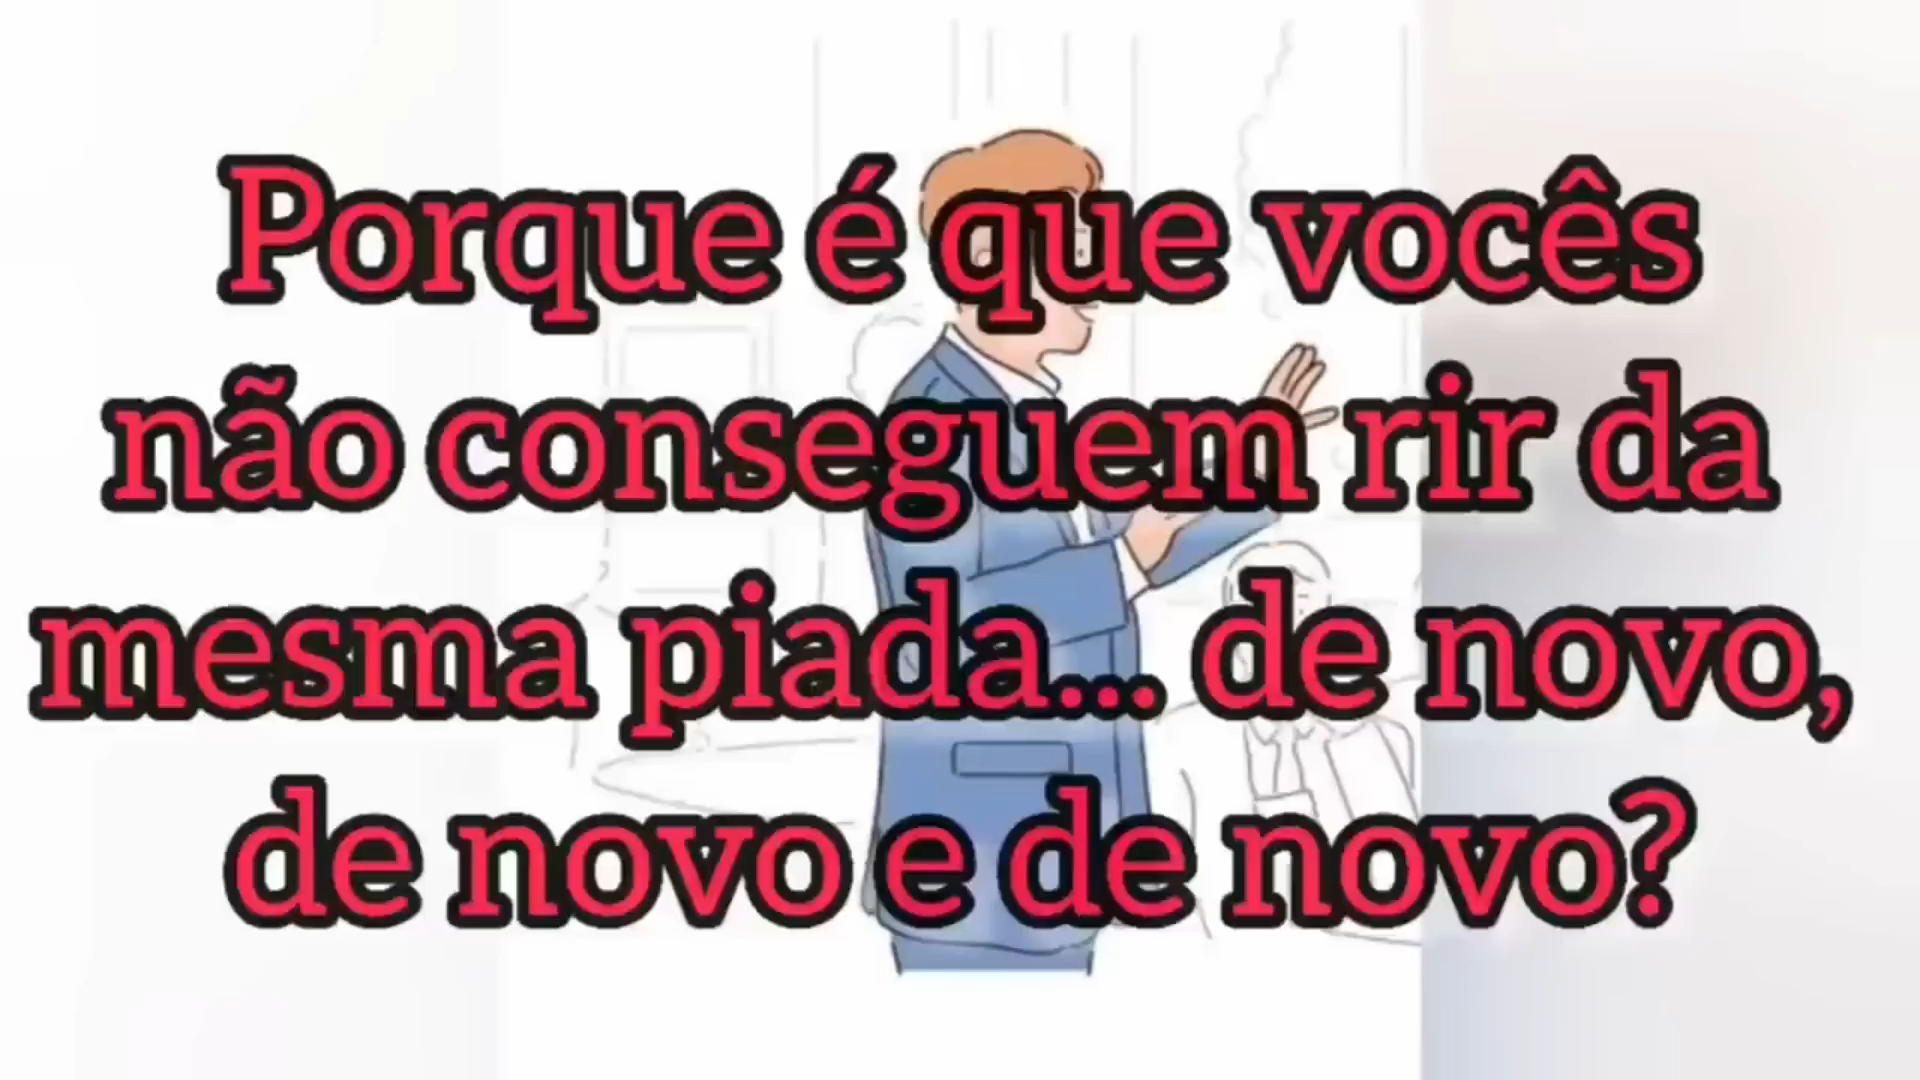 Porque é que vocês
não conseguem rir da
mesma piada... de novo,
de novo e de novo?